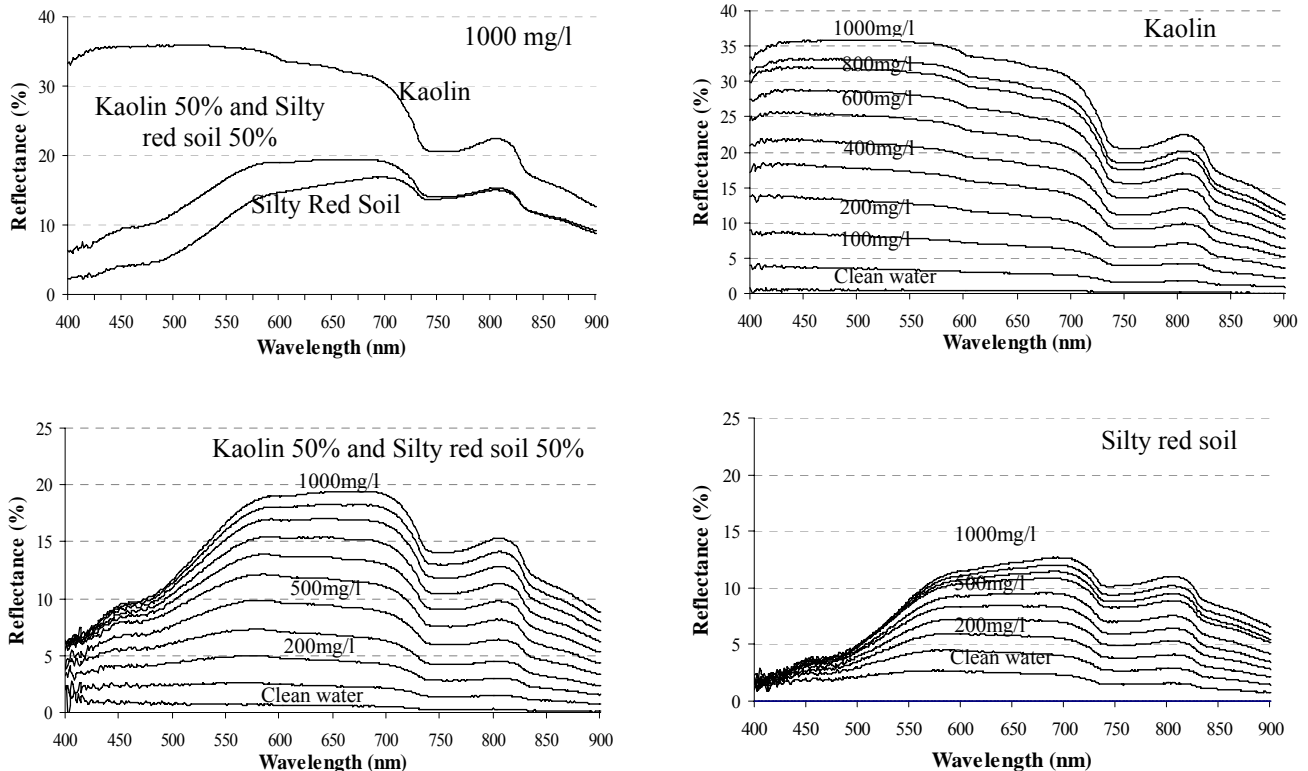 1000 mg/l
Kaolin
Kaolin 50% and Silty
red soil 50%
Silty Red Soil
Reflectance (%)
40
30
20
10
0
400 450 500 550 600 650 700 750 800 850 900
Wavelength (nm)
Kaolin
1000mg/l
800mg/l
600mg/l
400mg/l
200mg/l
100mg/l
Clean water
Reflectance (%)
40
35
30
25
20
15
10
5
0
400 450 500 550 600 650 700 750 800 850 900
Wavelength (nm)
Kaolin 50% and Silty red soil 50%
1000mg/l
500mg/l
200mg/l
Clean water
Reflectance (%)
25
20
15
10
5
0
400 450 500 550 600 650 700 750 800 850 900
Wavelength (nm)
Silty red soil
1000mg/l
500mg/l
200mg/l
Clean water
Reflectance (%)
25
20
15
10
5
0
400 450 500 550 600 650 700 750 800 850 900
Wavelength (nm)